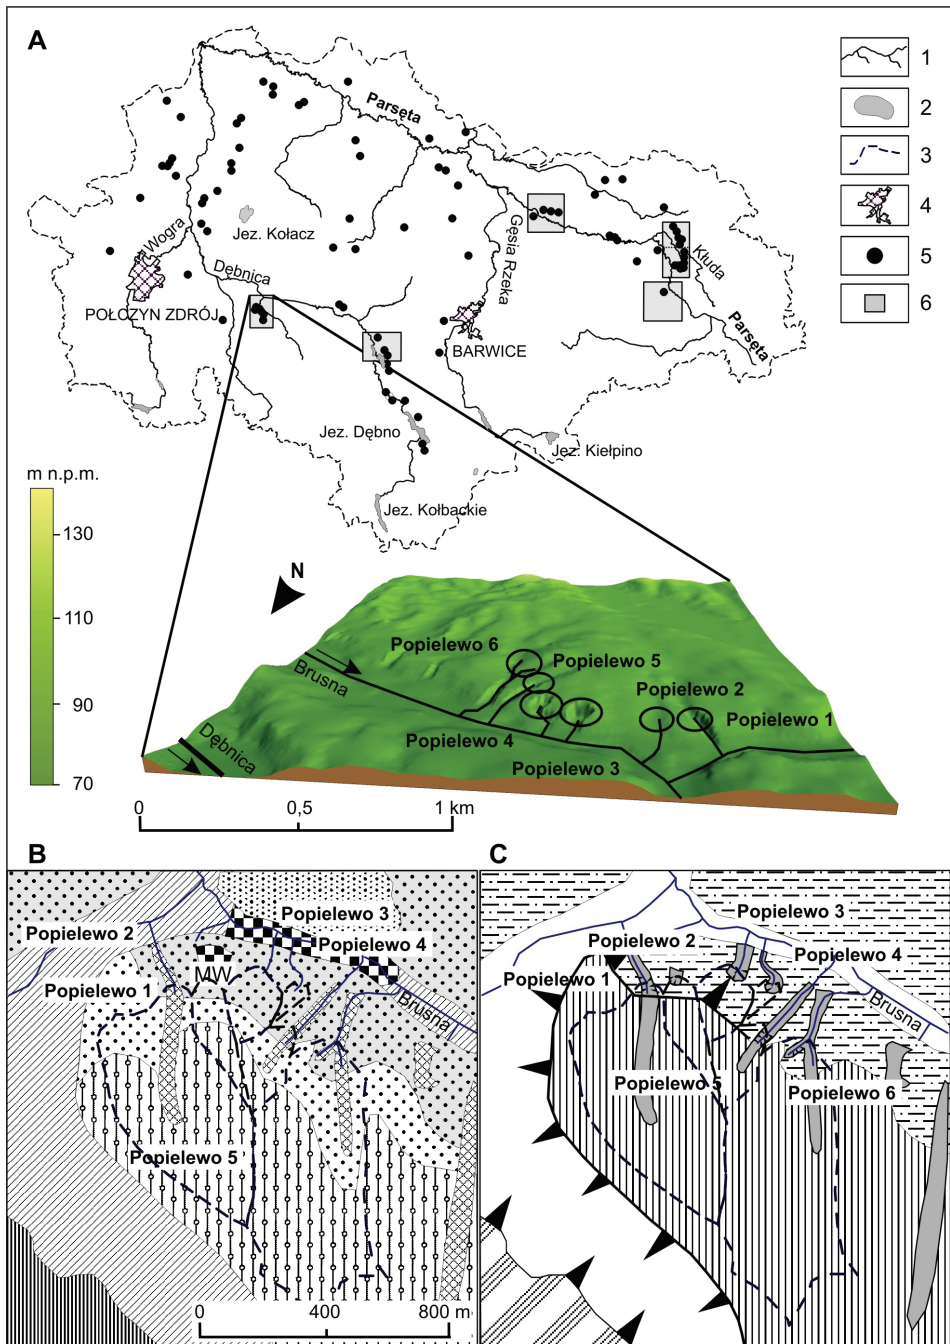 A
1
2
3
4
5
6
Parsęta
Wogra
Jez. Kołacz
Gęsia Rzeka
Kłuda
Dębnica
POŁCZYN ZDRÓJ
BARWICE
Parsęta
Jez. Dębno
Jez. Kiełpino
Jez. Kołbackie
m n.p.m.
130
110
90
70
N
Popielewo 6
Popielewo 5
Brusna
Popielewo 2
Popielewo 1
Dębnica
Popielewo 4
Popielewo 3
0
0,5
1 km
B
Popielewo 3
Popielewo 2
Popielewo 4
MW
Popielewo 1
Brusna
Popielewo 5
0
400
800 m
C
Popielewo 3
Popielewo 2
Popielewo 4
Popielewo 1
Brusna
Popielewo 5
Popielewo 6